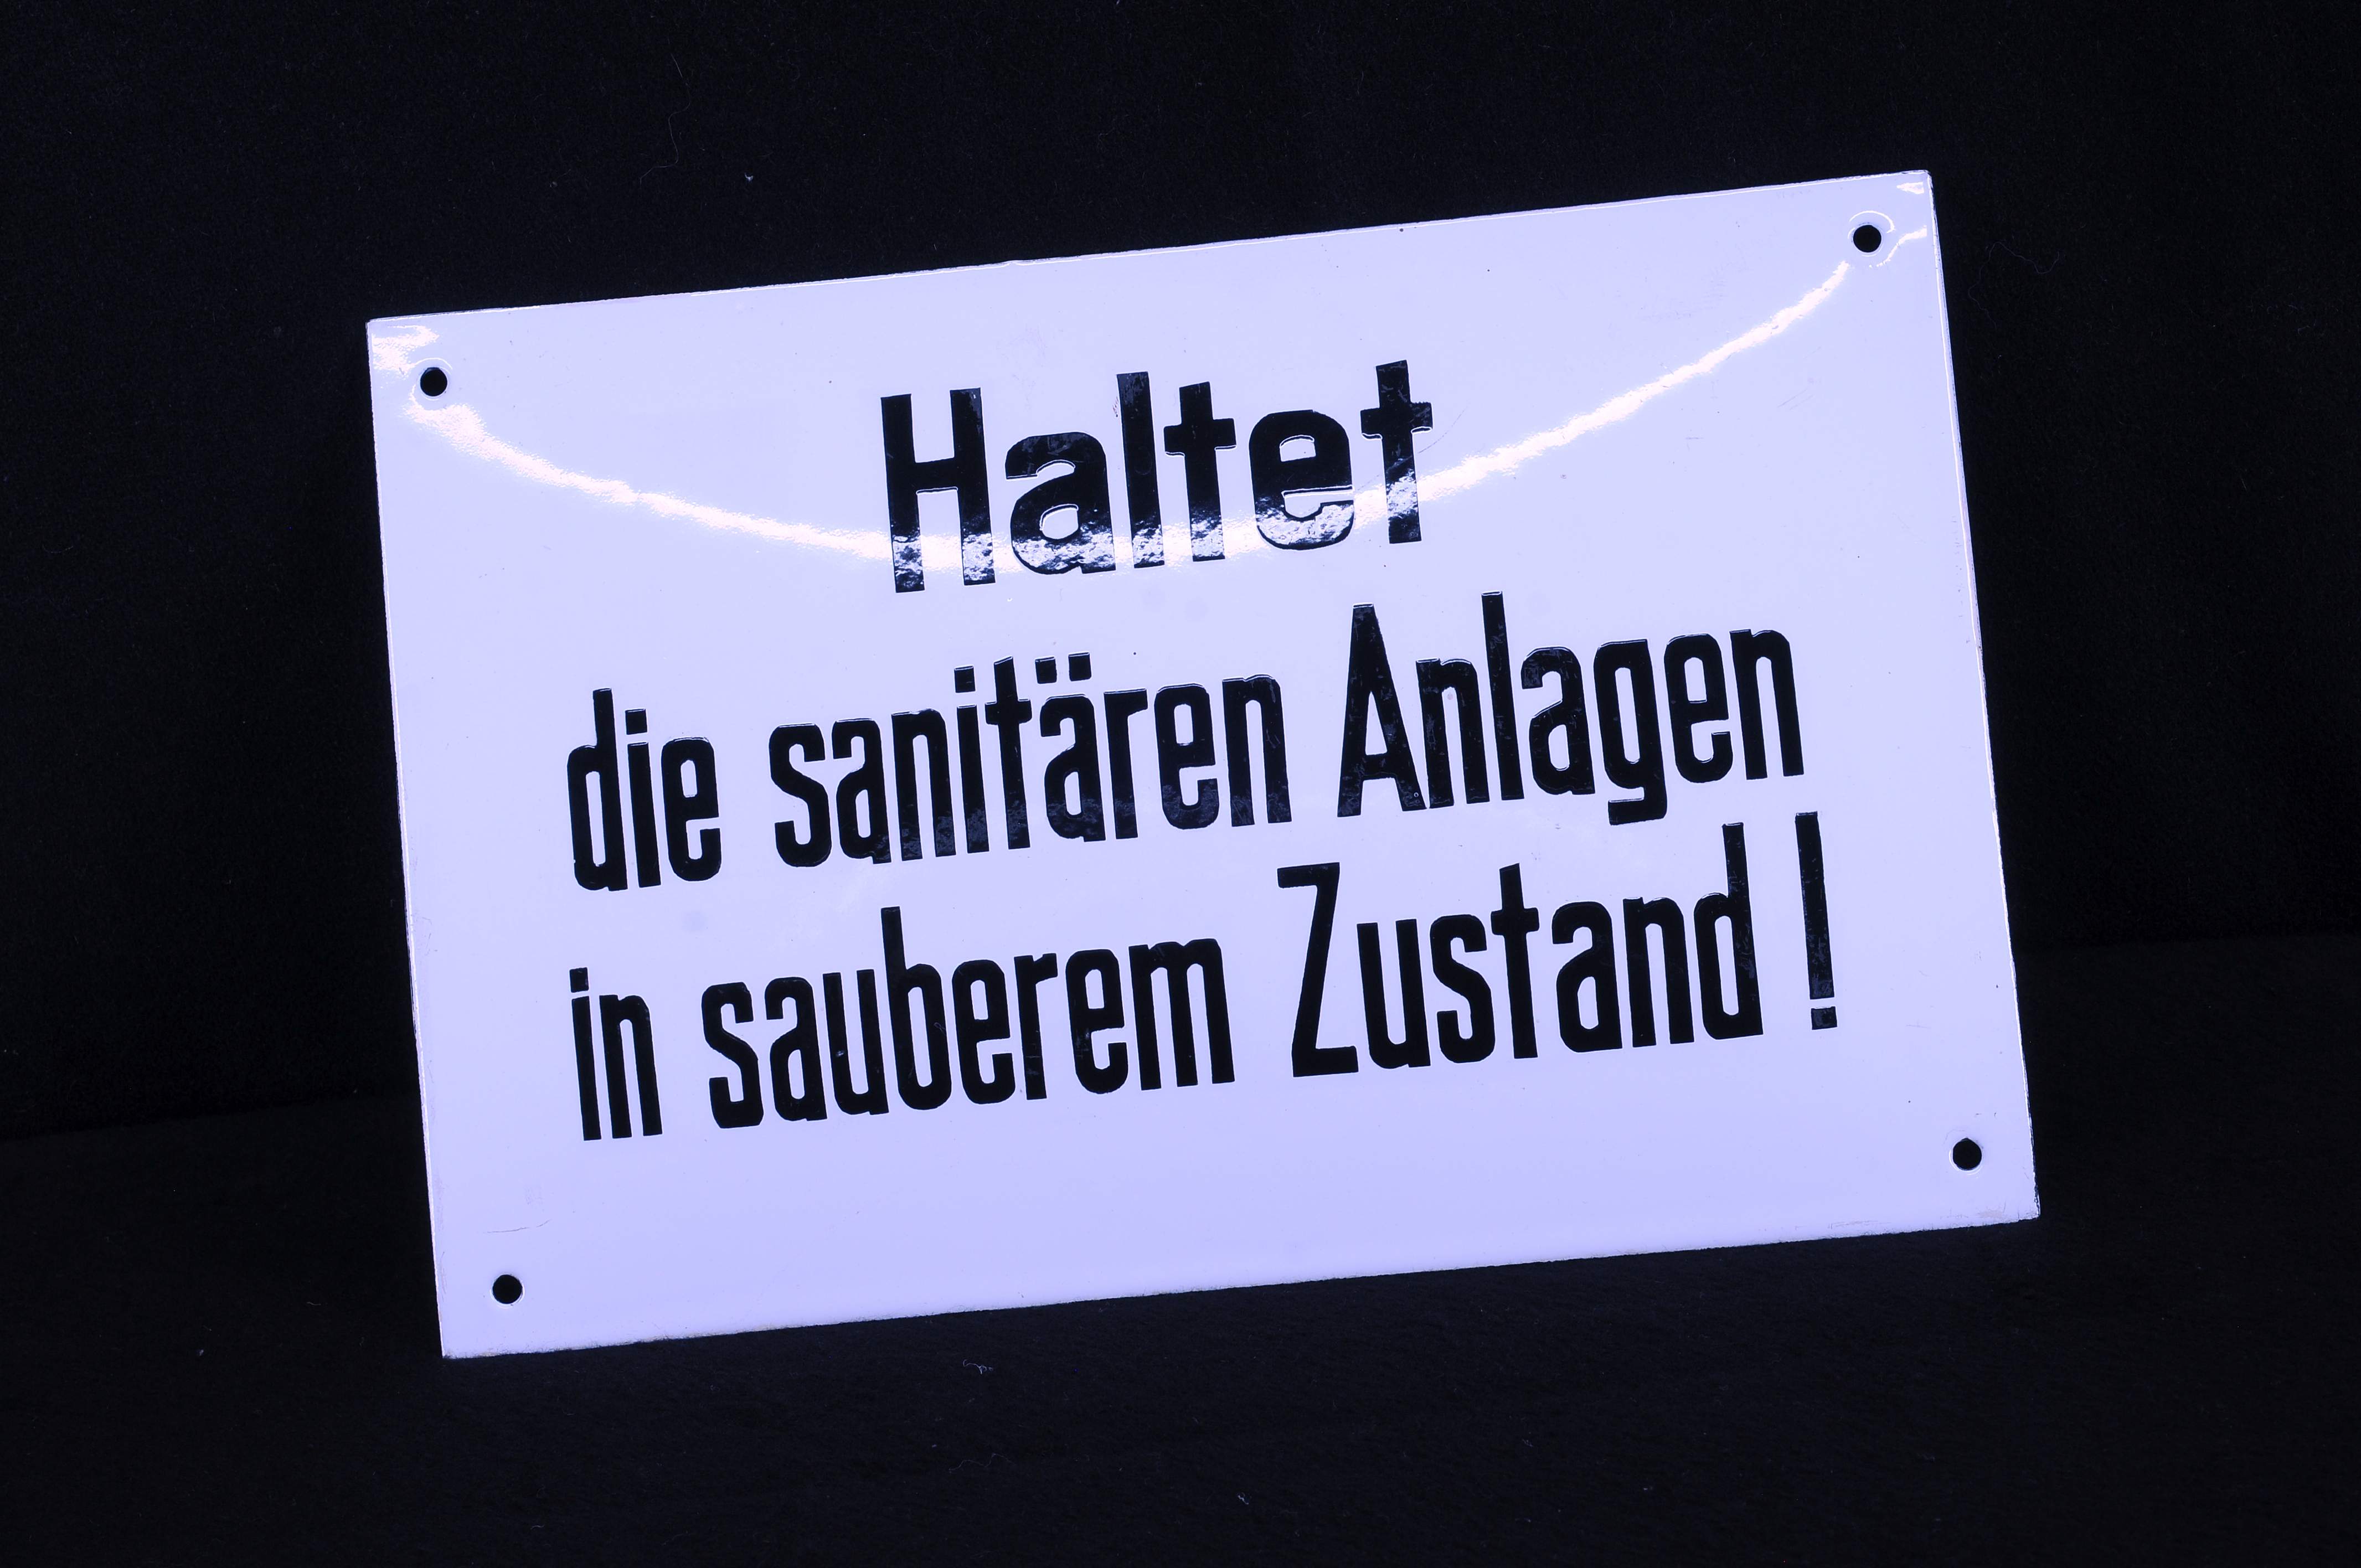 Haltet
die sanitären Anlagen
in sauberem Zustand !